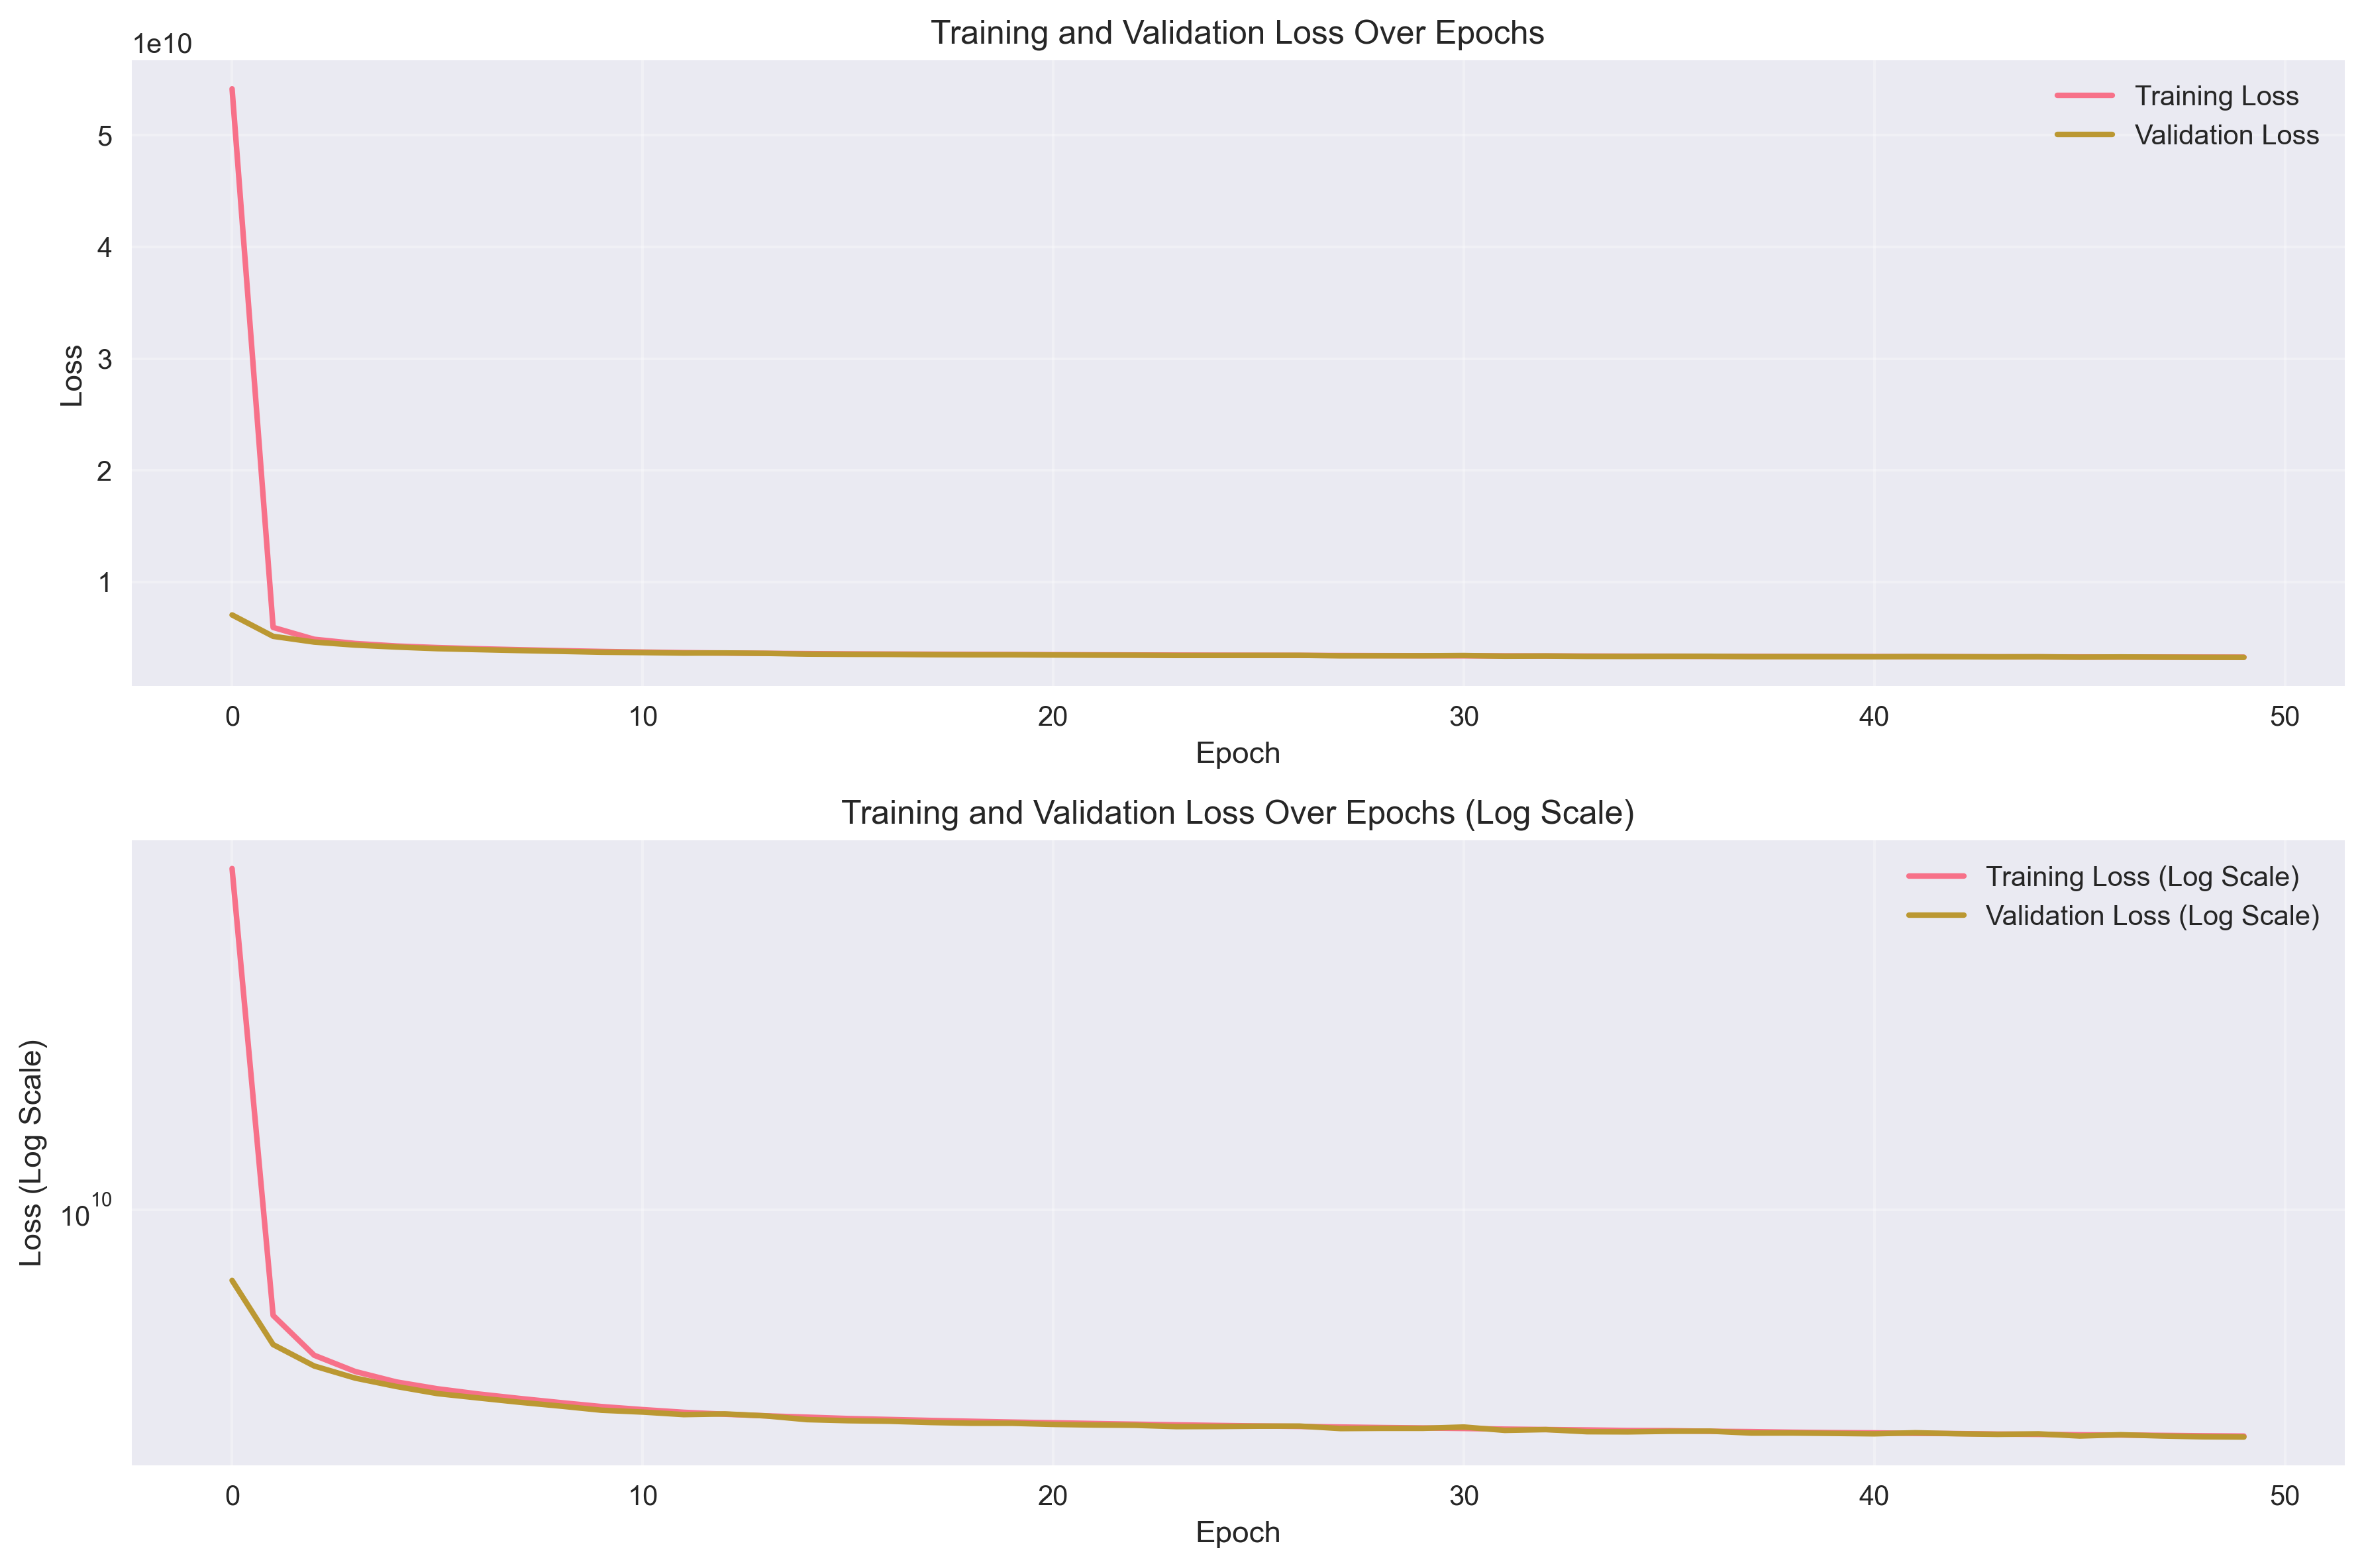 Training and Validation Loss Over Epochs
1e10
Training Loss
Validation Loss
5
4
3
2
1
Loss
0 10 20 30 40 50
Epoch
Training and Validation Loss Over Epochs (Log Scale)
Training Loss (Log Scale)
Validation Loss (Log Scale)
10^10
Loss (Log Scale)
0 10 20 30 40 50
Epoch